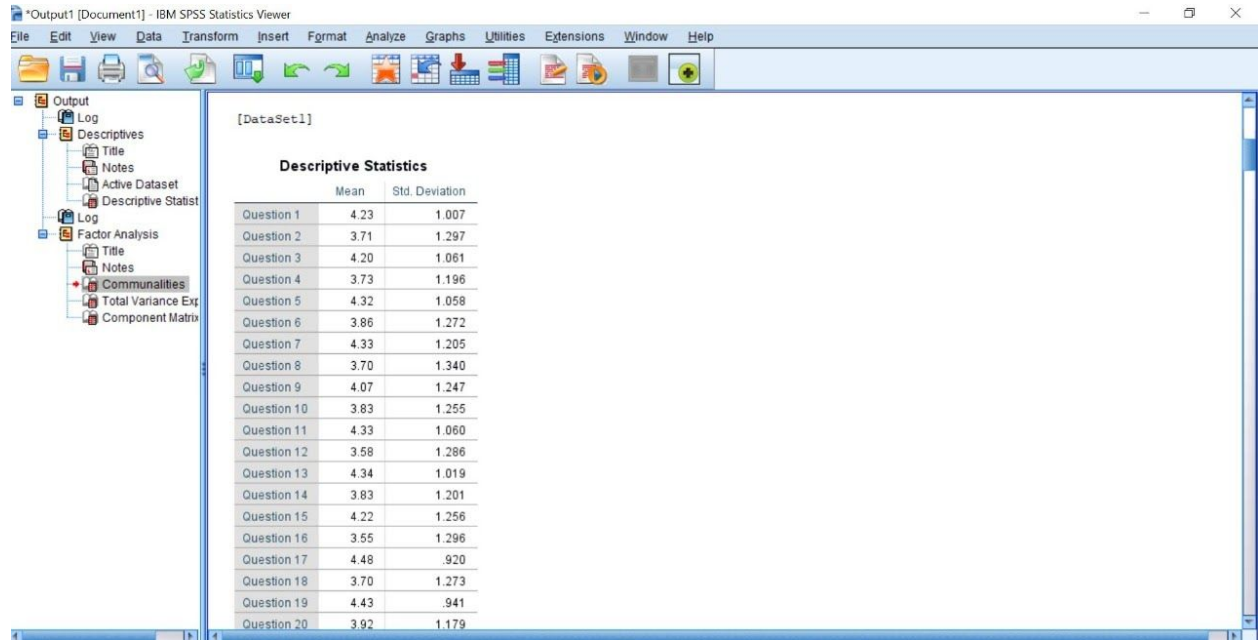 *Output1 [Document1] - IBM SPSS Statistics Viewer
File Edit View Data Transform Insert Format Analyze Graphs Utilities Extensions Window Help
Output
Log
Descriptives
Title
Notes
Active Dataset
Descriptive Statist
Log
Factor Analysis
Title
Notes
Communalities
Total Variance Exp
Component Matrix
[DataSet1]
Descriptive Statistics
Mean Std. Deviation
Question 1 4.23 1.007
Question 2 3.71 1.297
Question 3 4.20 1.061
Question 4 3.73 1.196
Question 5 4.32 1.058
Question 6 3.86 1.272
Question 7 4.33 1.205
Question 8 3.70 1.340
Question 9 4.07 1.247
Question 10 3.83 1.255
Question 11 4.33 1.060
Question 12 3.58 1.286
Question 13 4.34 1.019
Question 14 3.83 1.201
Question 15 4.22 1.256
Question 16 3.55 1.296
Question 17 4.48 .920
Question 18 3.70 1.273
Question 19 4.43 .941
Question 20 3.92 1.179